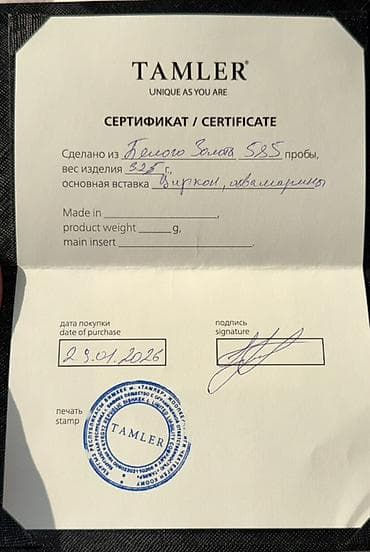 TAMLER®
UNIQUE AS YOU ARE
СЕРТИФИКАТ / CERTIFICATE
Сделано из Белого Золота 585 пробы,
вес изделия г.,
основная вставка Циркон, аквамарины
Made in ,
product weight g,
main insert .
дата покупки
date of purchase
подпись
signature
29.01.2026
печать
stamp
TAMLER